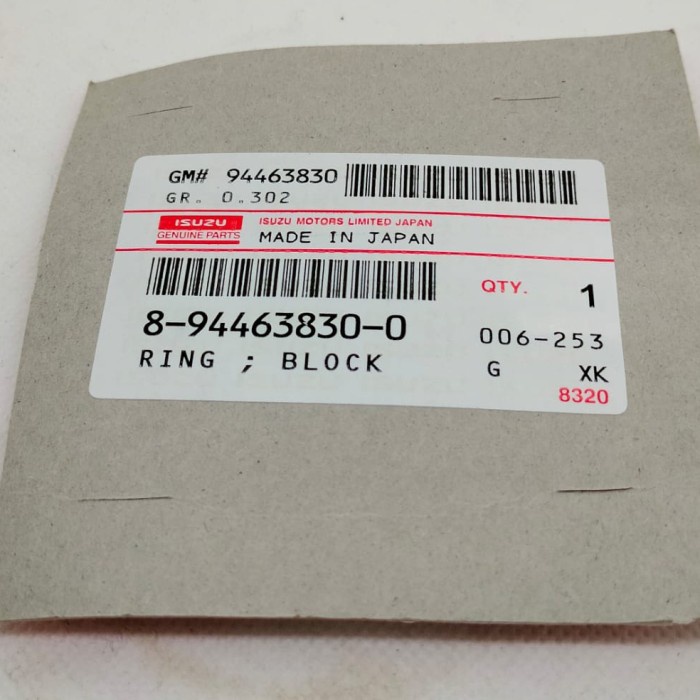 GM# 94463830
GR. 0.302
ISUZU
GENUINE PARTS
ISUZU MOTORS LIMITED JAPAN
MADE IN JAPAN
QTY. 1
8-94463830-0
006-253
RING ; BLOCK
G XK
8320